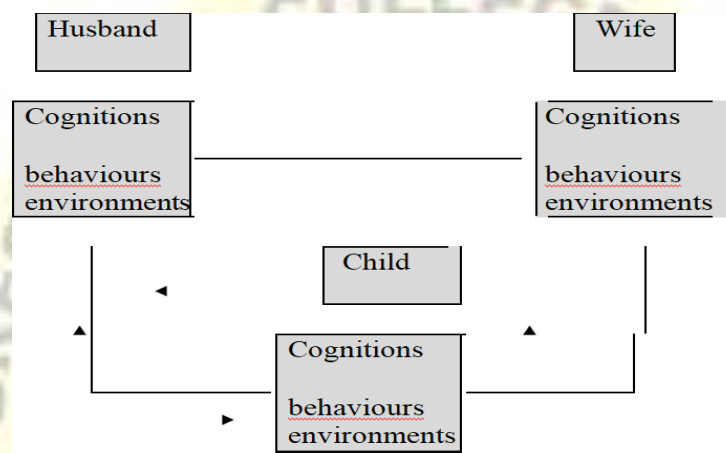 Husband
Wife
Cognitions
behaviours
environments
Cognitions
behaviours
environments
Child
Cognitions
behaviours
environments